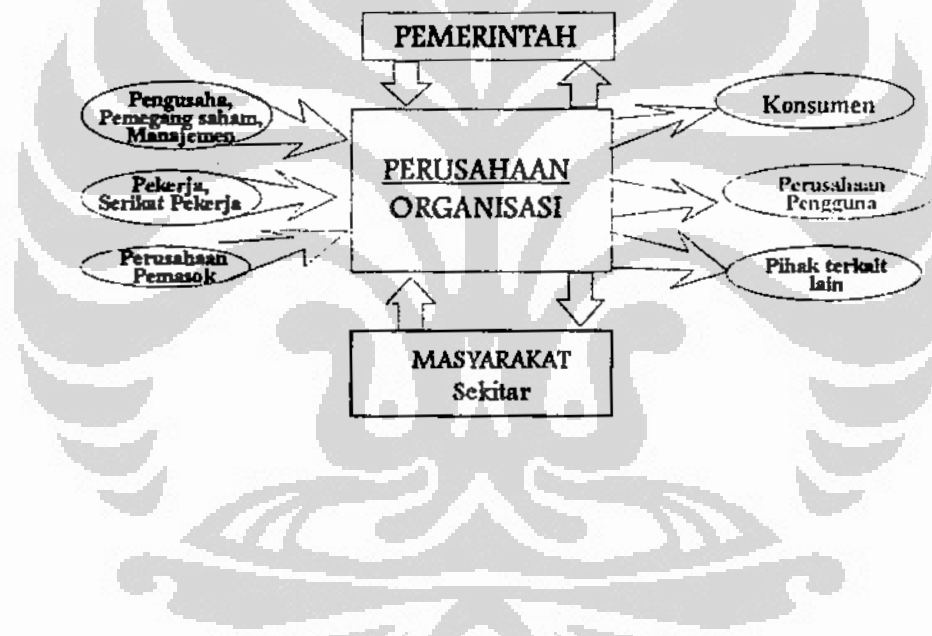 PEMERINTAH
Pengusaha,
Pemegang saham,
Manajemen
Pekerja,
Serikat Pekerja
Perusahaan
Pemasok
PERUSAHAAN
ORGANISASI
Konsumen
Perusahaan
Pengguna
Pihak terkait
lain
MASYARAKAT
Sekitar